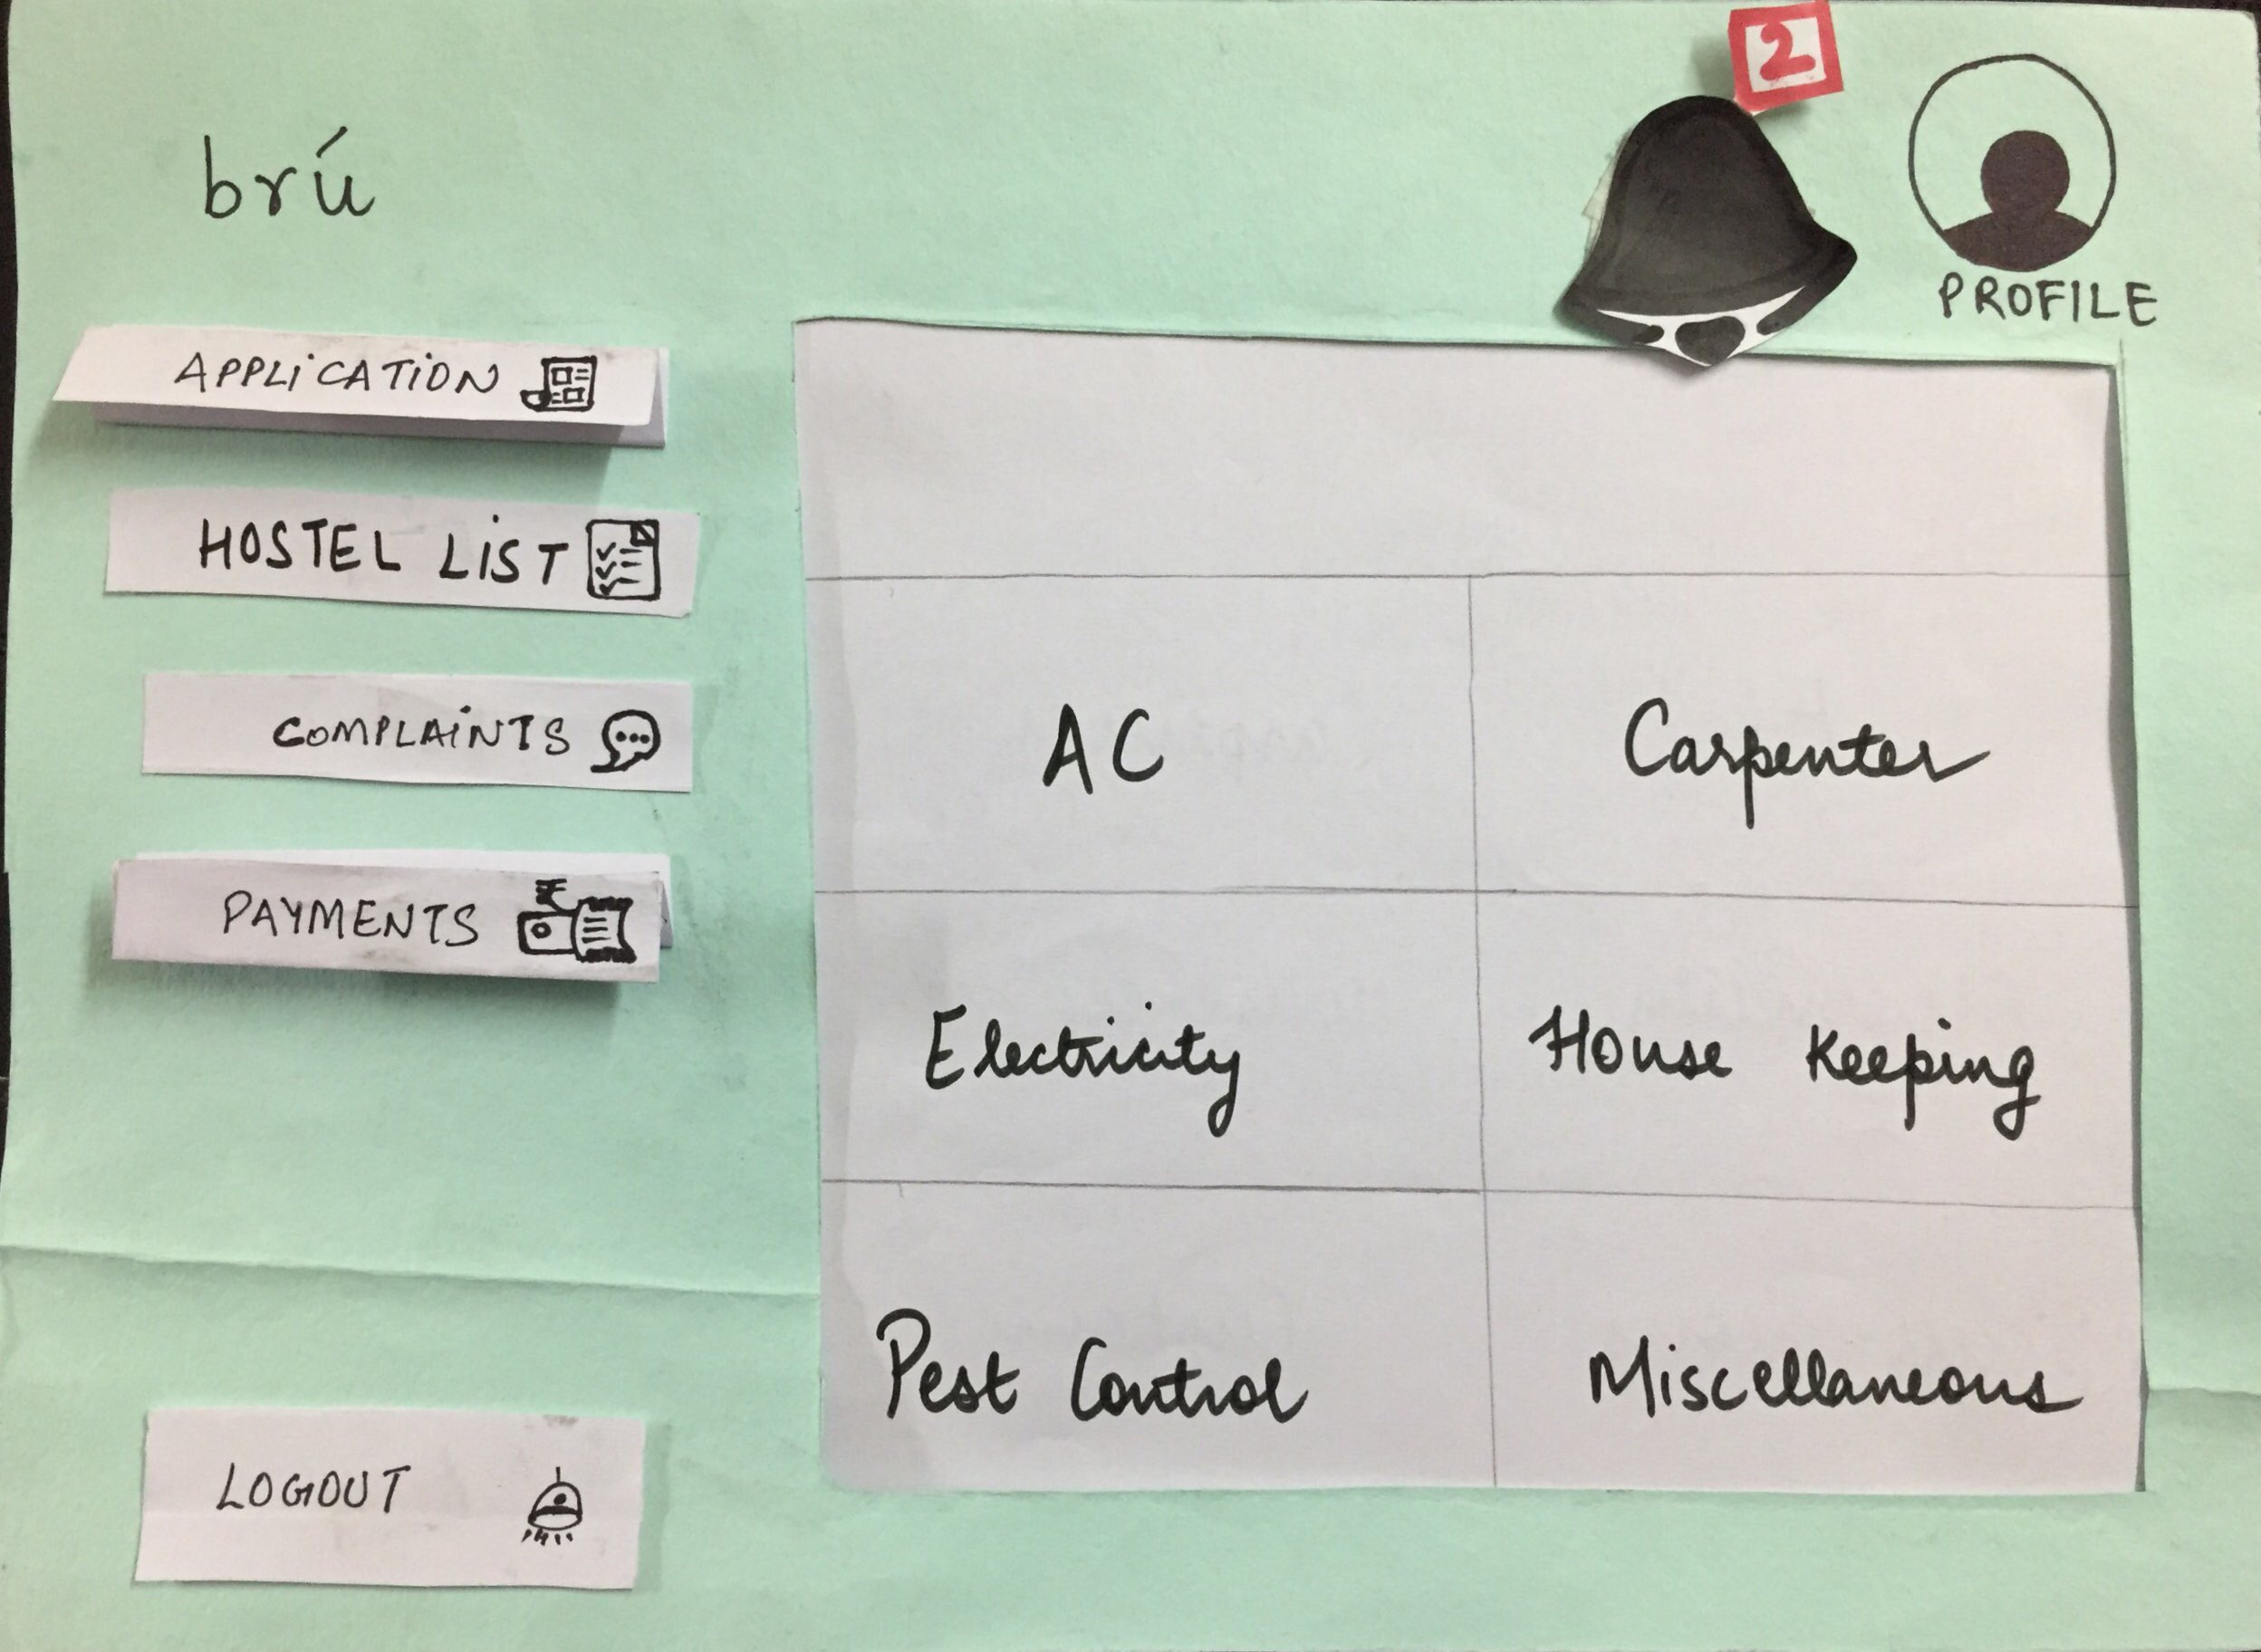 brú
2
PROFILE
APPLiCATiON
HOSTEL LiST
COMPLAiNTS
PAYMENTS
₹
LOGOUT
AC
Carpenter
Electricity
House Keeping
Pest Control
Miscellaneous